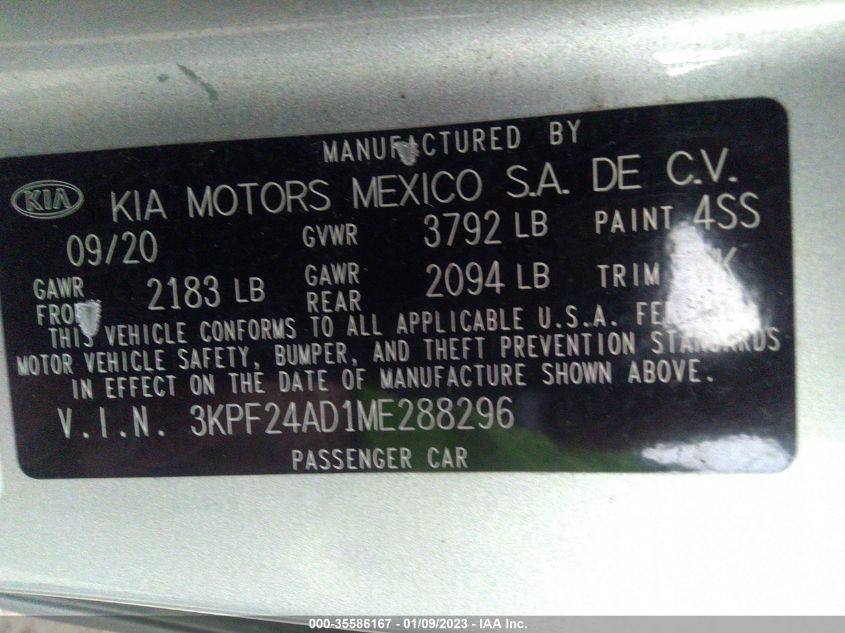 MANUFACTURED BY
KIA KIA MOTORS MEXICO S.A. DE C.V.
09/20 GVWR 3792 LB PAINT 4SS
GAWR FRONT 2183 LB GAWR REAR 2094 LB TRIM
THIS VEHICLE CONFORMS TO ALL APPLICABLE U.S.A. FEDERAL
MOTOR VEHICLE SAFETY, BUMPER, AND THEFT PREVENTION STANDARDS
IN EFFECT ON THE DATE OF MANUFACTURE SHOWN ABOVE.
V.I.N. 3KPF24AD1ME288296
PASSENGER CAR
000-35586167 - 01/09/2023 - IAA Inc.